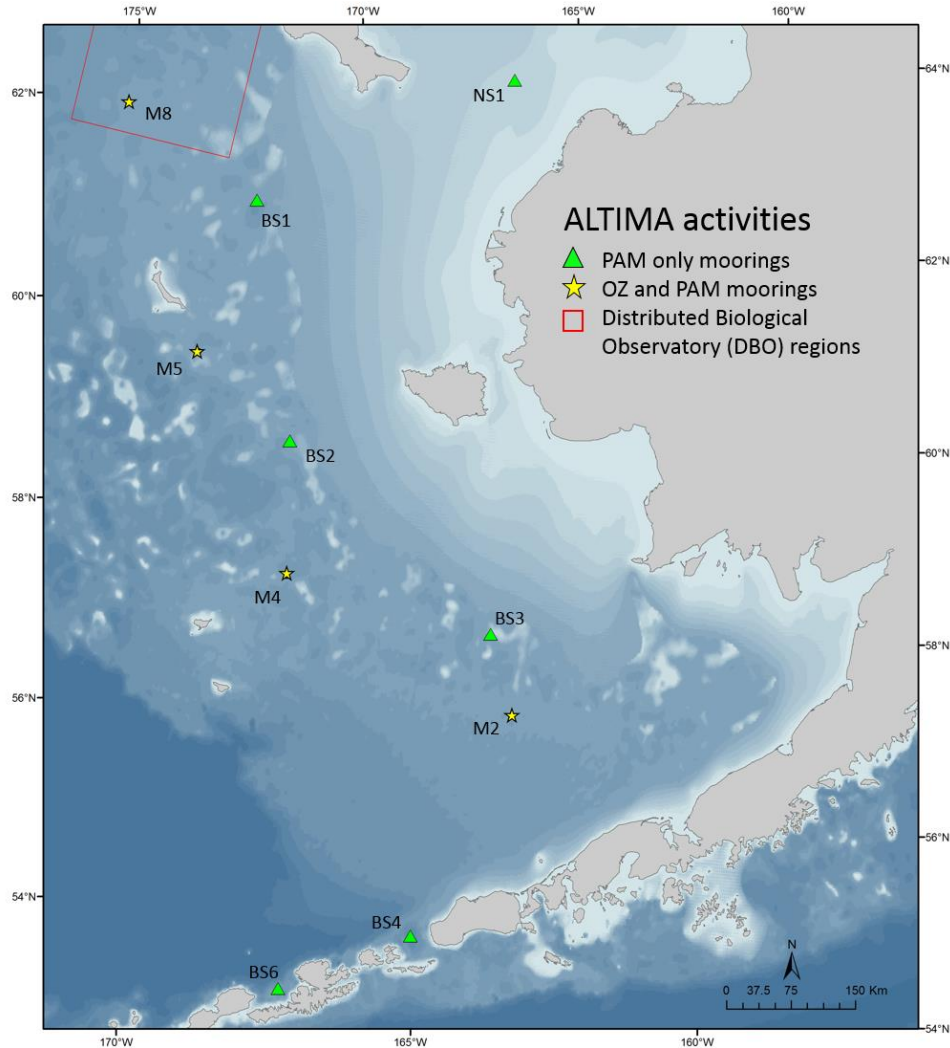 175°W 170°W 165°W 160°W
64°N
62°N
NS1
M8
BS1
ALTIMA activities
PAM only moorings
OZ and PAM moorings
Distributed Biological
Observatory (DBO) regions
62°N
60°N
M5
BS2
60°N
58°N
M4
BS3
58°N
56°N
M2
56°N
54°N
BS4
BS6
N
0 37.5 75 150 Km
54°N
170°W 165°W 160°W